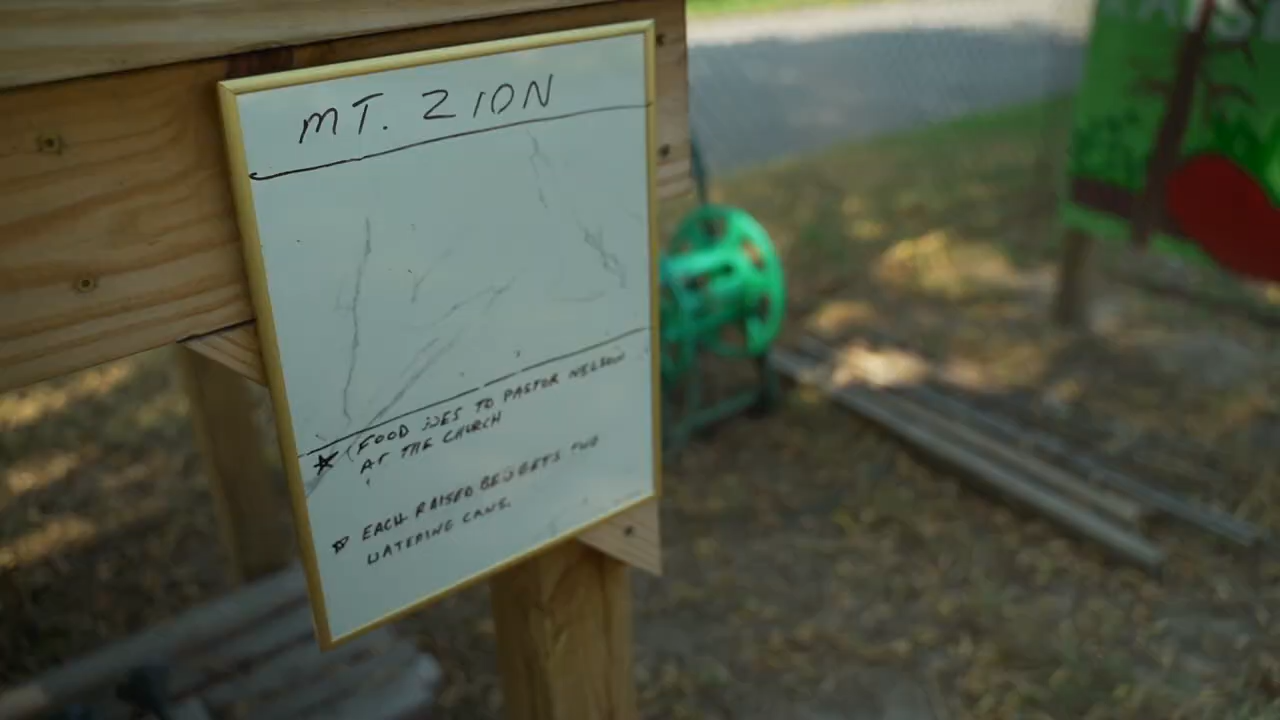 MT. ZION
FOOD GOES TO PASTOR NELSON
AT THE CHURCH
EACH RAISED BED GETS TWO
WATERING CANS.